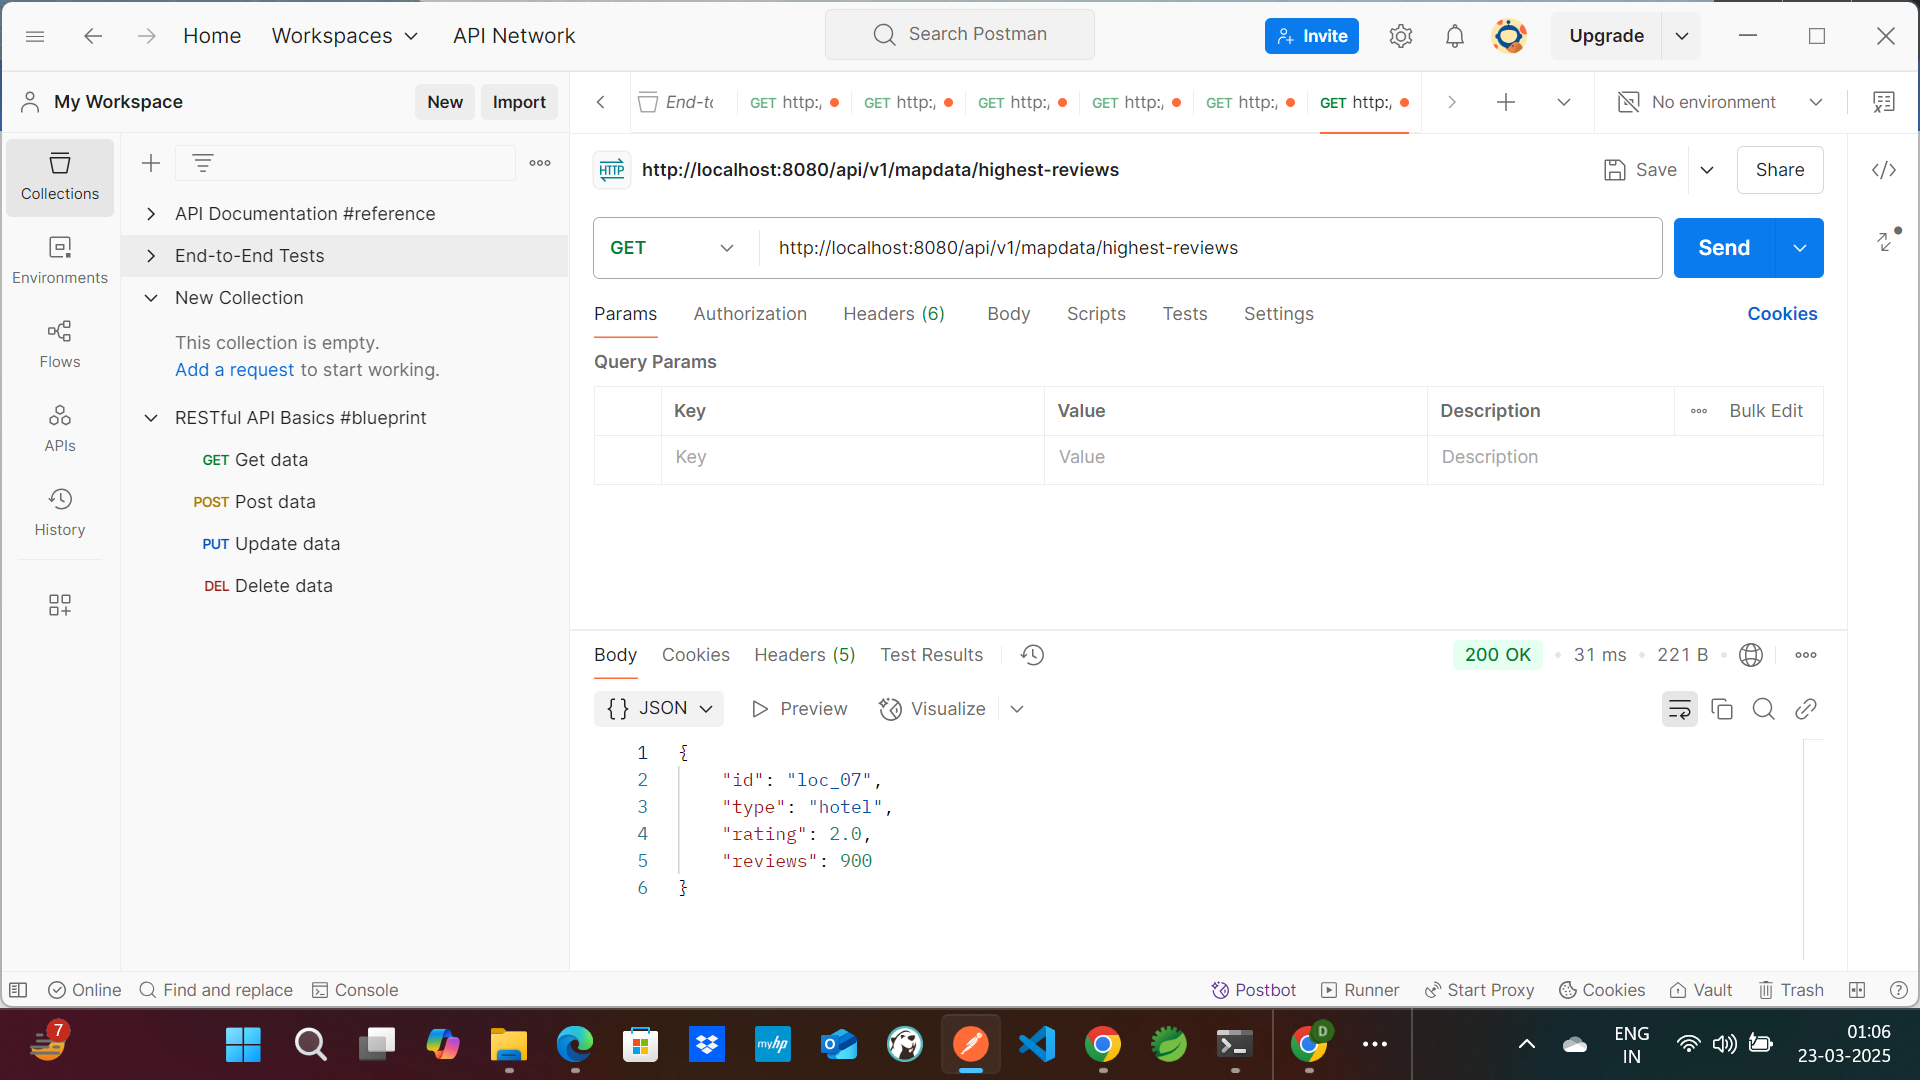 Home
Workspaces
API Network
Search Postman
Invite
Upgrade
My Workspace
New
Import
End-to
GET http:/
GET http:/
GET http:/
GET http:/
GET http:/
GET http:/
No environment
Collections
Environments
Flows
APIs
History
API Documentation #reference
End-to-End Tests
New Collection
This collection is empty.
Add a request to start working.
RESTful API Basics #blueprint
GET Get data
POST Post data
PUT Update data
DEL Delete data
HTTP
http://localhost:8080/api/v1/mapdata/highest-reviews
Save
Share
GET
http://localhost:8080/api/v1/mapdata/highest-reviews
Send
Params
Authorization
Headers (6)
Body
Scripts
Tests
Settings
Cookies
Query Params
Key
Value
Description
Bulk Edit
Key
Value
Description
Body
Cookies
Headers (5)
Test Results
200 OK
31 ms
221 B
{} JSON
Preview
Visualize
1 {
2 "id": "loc_07",
3 "type": "hotel",
4 "rating": 2.0,
5 "reviews": 900
6 }
Online
Find and replace
Console
Postbot
Runner
Start Proxy
Cookies
Vault
Trash
7
myhp
D
ENG
IN
01:06
23-03-2025